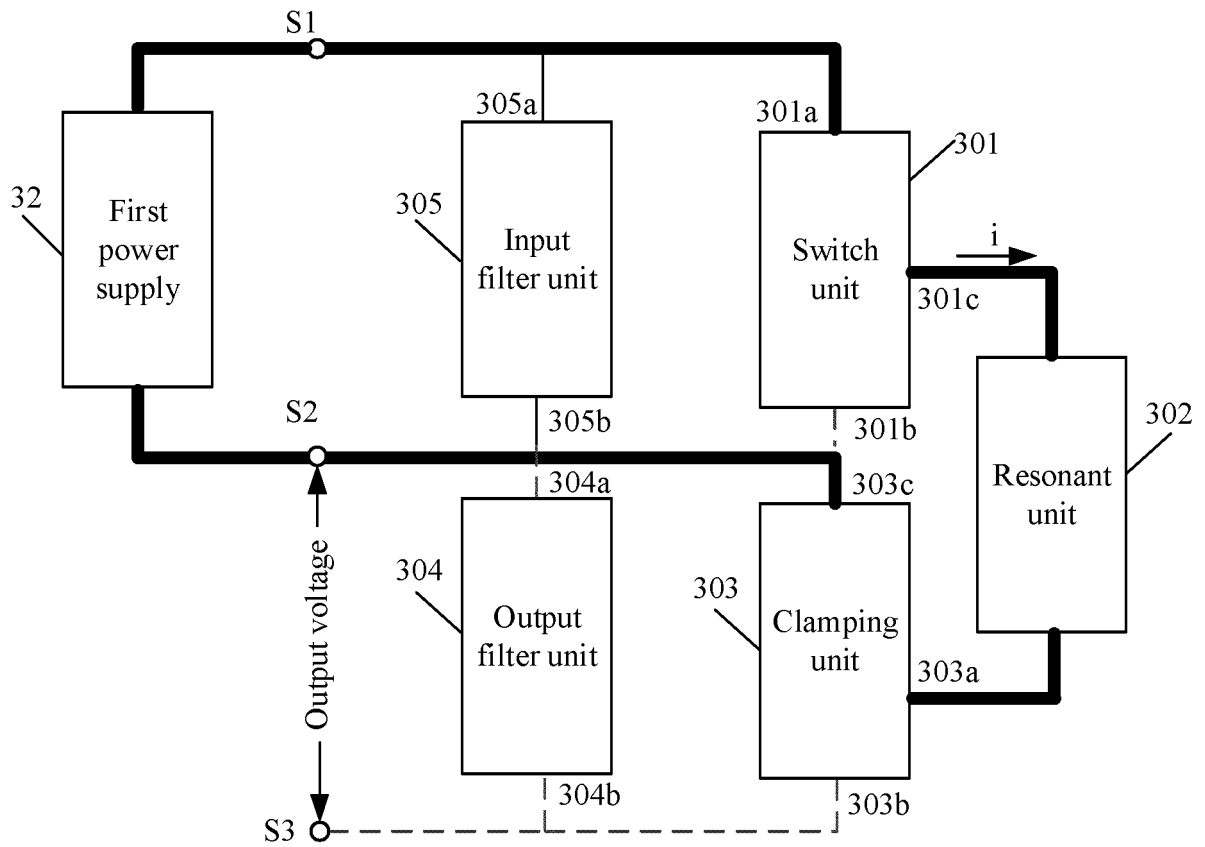 S1
305a
301a
301
32
First
power
supply
305
Input
filter unit
Switch
unit
i
301c
S2
305b
301b
302
304a
303c
Resonant
unit
Output voltage
304
Output
filter unit
303
Clamping
unit
303a
304b
303b
S3